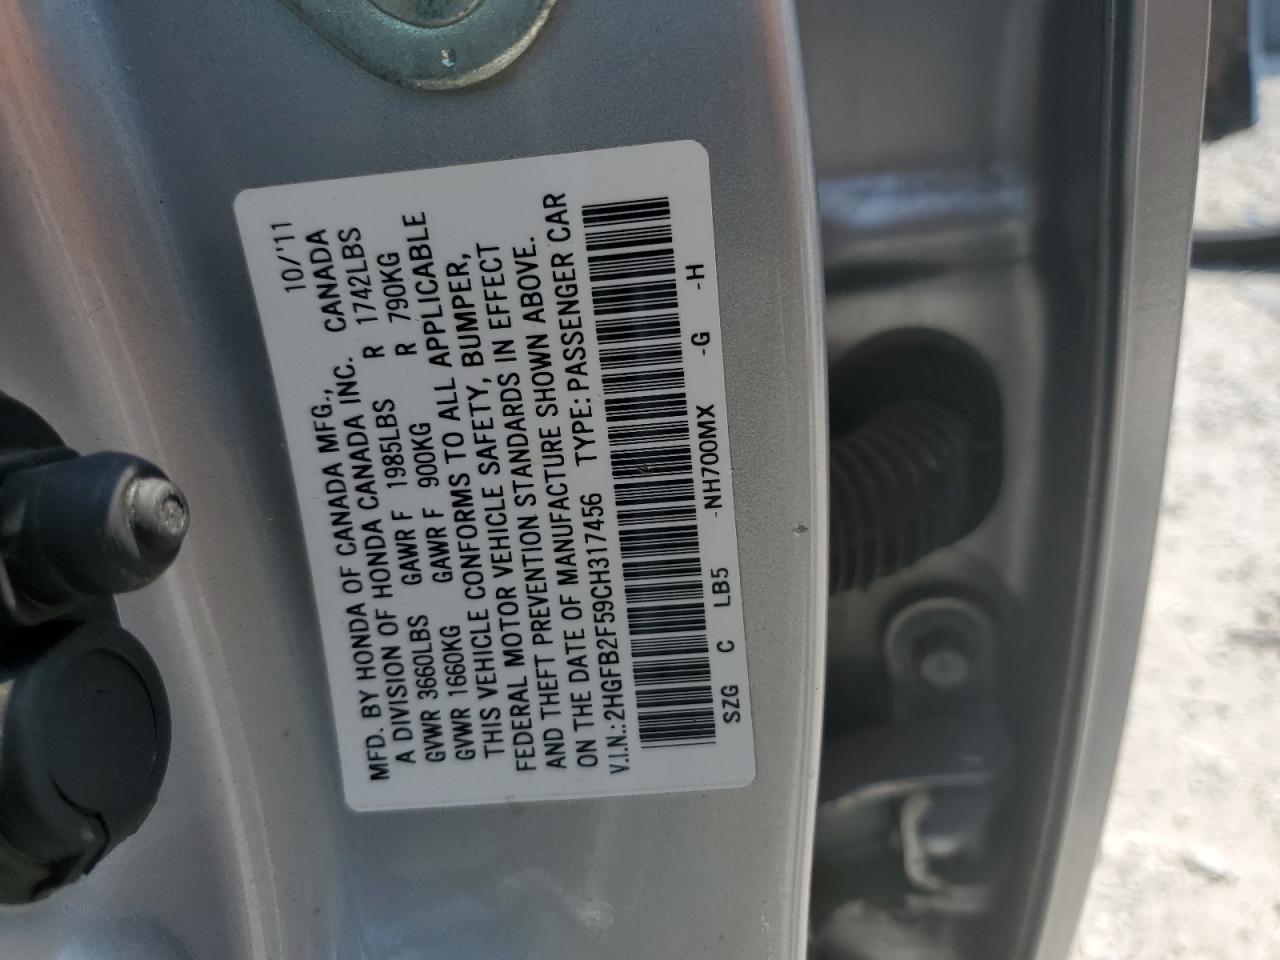 10/'11
MFD. BY HONDA OF CANADA MFG., CANADA
A DIVISION OF HONDA CANADA INC.
GVWR 3660LBS GAWR F 1985LBS R 1742LBS
GVWR 1660KG GAWR F 900KG R 790KG
THIS VEHICLE CONFORMS TO ALL APPLICABLE
FEDERAL MOTOR VEHICLE SAFETY, BUMPER,
AND THEFT PREVENTION STANDARDS IN EFFECT
ON THE DATE OF MANUFACTURE SHOWN ABOVE.
V.I.N.:2HGFB2F59CH317456 TYPE:PASSENGER CAR
SZG C LB5 -NH700MX -G -H